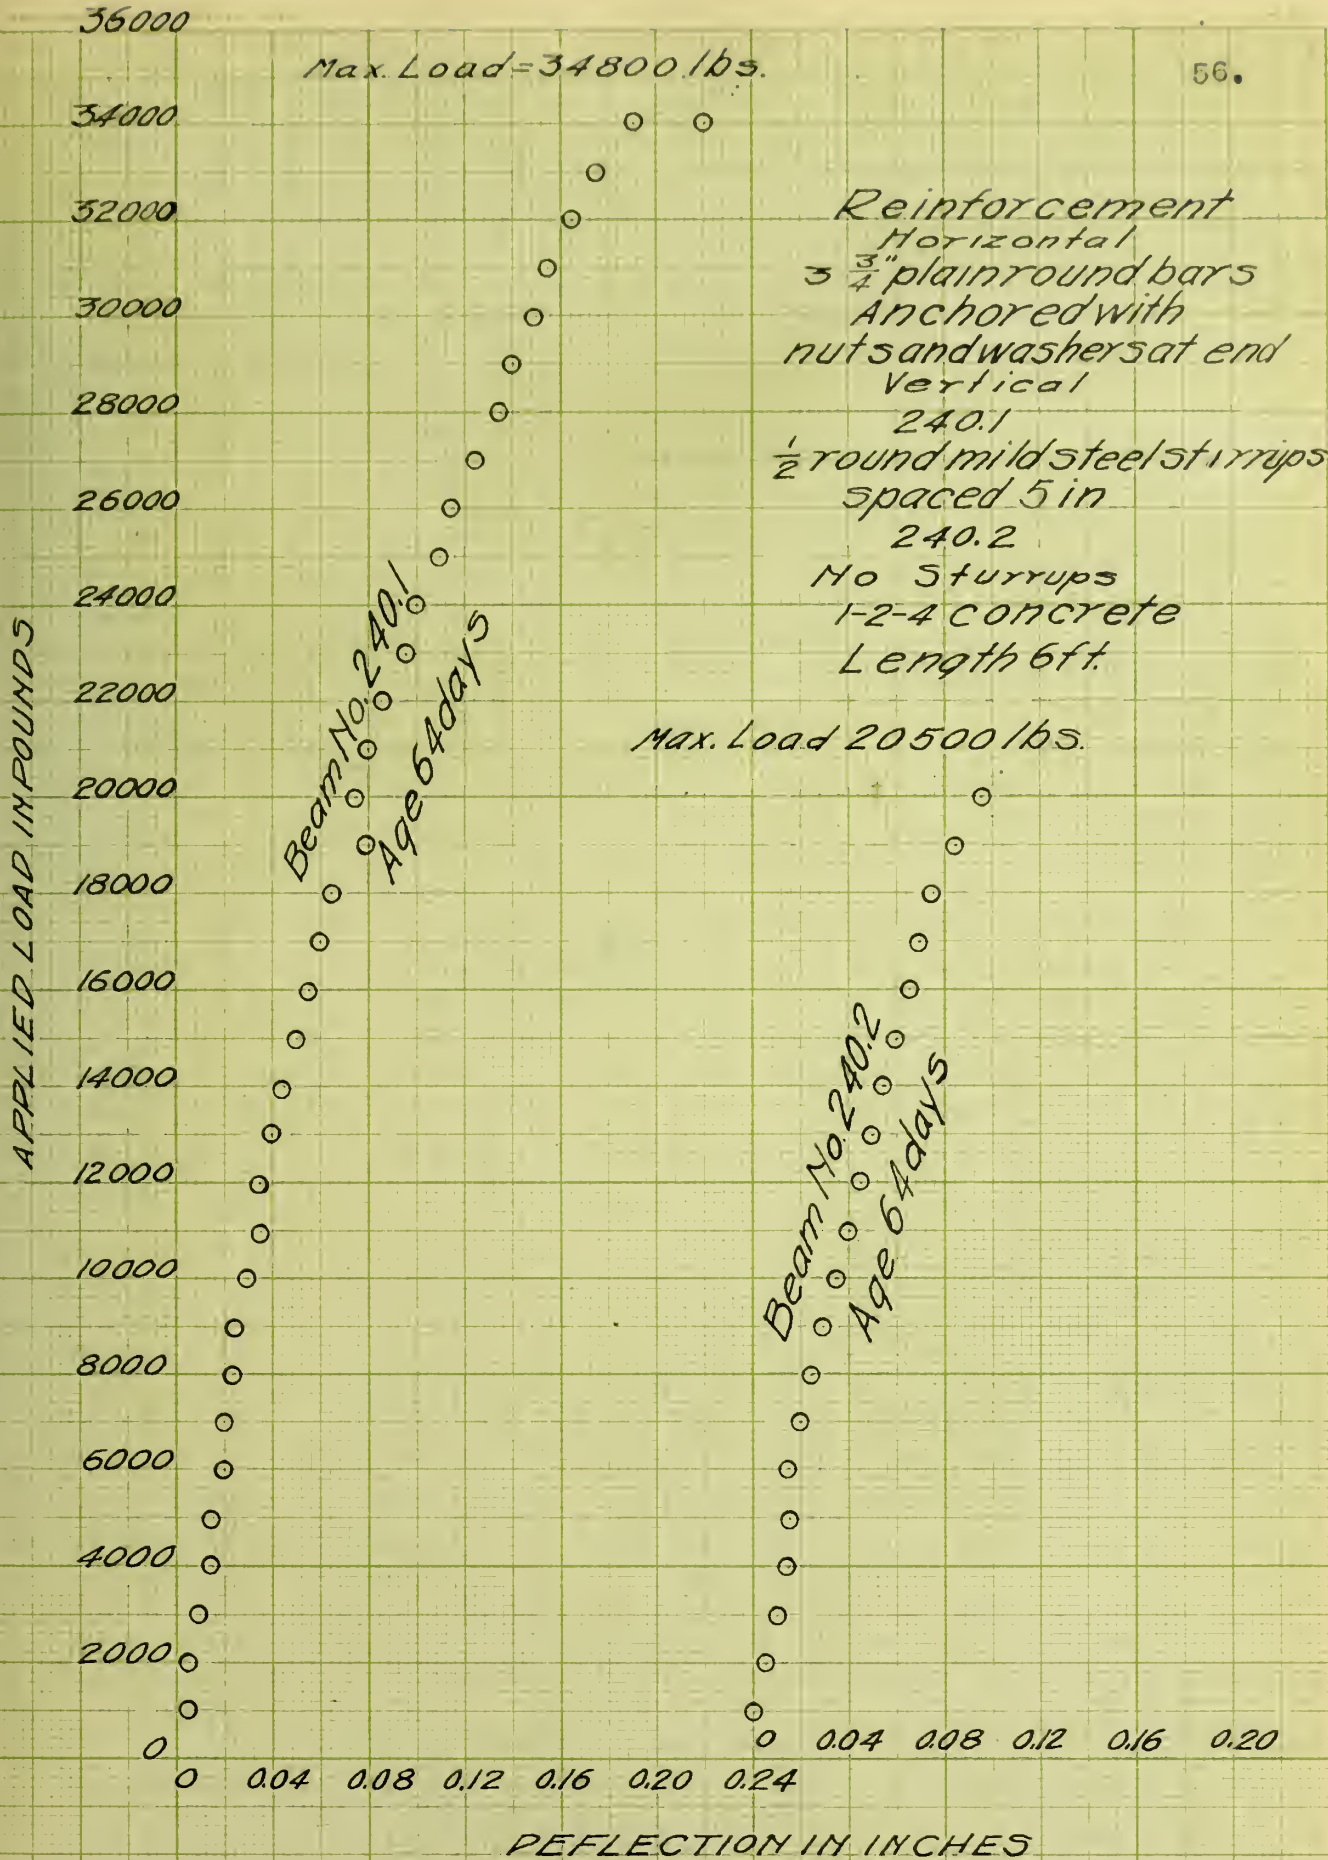 36000
Max. Load=34800 lbs.
56.
34000
32000
30000
28000
26000
24000
22000
20000
18000
16000
14000
12000
10000
8000
6000
4000
2000
0
APPLIED LOAD IN POUNDS
Reinforcement
Horizontal
3 3/4" plain round bars
Anchored with
nuts and washers at end
Vertical
240.1
1/2 round mild steel stirrups
spaced 5 in
240.2
No Sturrups
1-2-4 concrete
Length 6ft.
Beam No. 240.1
Age 64 days
Max. Load 20500 lbs.
Beam No. 240.2
Age 64 days
0 0.04 0.08 0.12 0.16 0.20
0 0.04 0.08 0.12 0.16 0.20 0.24
DEFLECTION IN INCHES